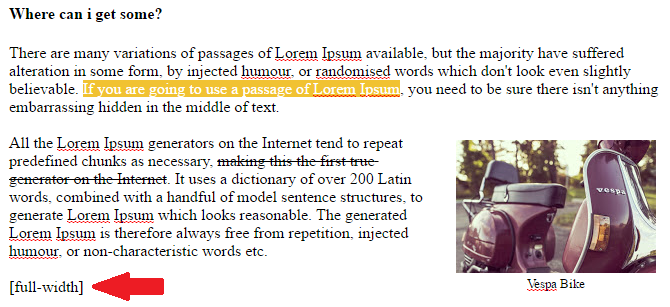 Where can i get some?
There are many variations of passages of Lorem Ipsum available, but the majority have suffered
alteration in some form, by injected humour, or randomised words which don't look even slightly
believable. If you are going to use a passage of Lorem Ipsum, you need to be sure there isn't anything
embarrassing hidden in the middle of text.
All the Lorem Ipsum generators on the Internet tend to repeat
predefined chunks as necessary, making this the first true
generator on the Internet. It uses a dictionary of over 200 Latin
words, combined with a handful of model sentence structures, to
generate Lorem Ipsum which looks reasonable. The generated
Lorem Ipsum is therefore always free from repetition, injected
humour, or non-characteristic words etc.
vespa
Vespa Bike
[full-width]